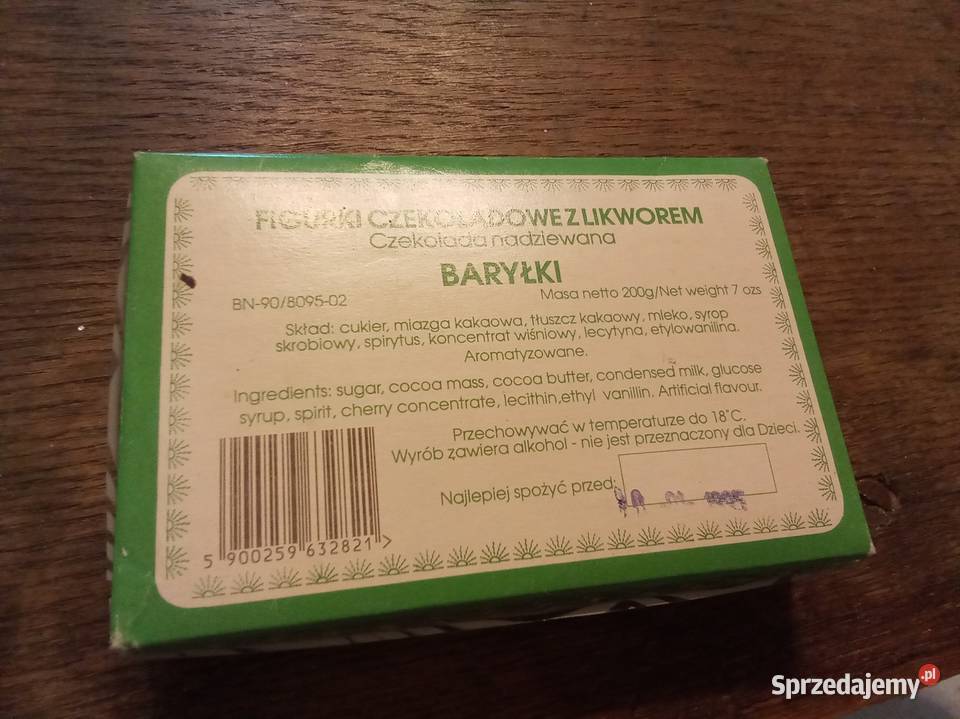 FIGURKI CZEKOLADOWE Z LIKWOREM
Czekolada nadziewana
BARYŁKI
BN-90/8095-02
Masa netto 200g/Net weight 7 ozs
Skład: cukier, miazga kakaowa, tłuszcz kakaowy, mleko, syrop
skrobiowy, spirytus, koncentrat wiśniowy, lecytyna, etylowanilina.
Aromatyzowane.
Ingredients: sugar, cocoa mass, cocoa butter, condensed milk, glucose
syrup, spirit, cherry concentrate, lecithin, ethyl vanillin. Artificial flavour.
Przechowywać w temperaturze do 18°C.
Wyrób zawiera alkohol - nie jest przeznaczony dla Dzieci.
Najlepiej spożyć przed:
5 900259 632821 >
Sprzedajemy.pl